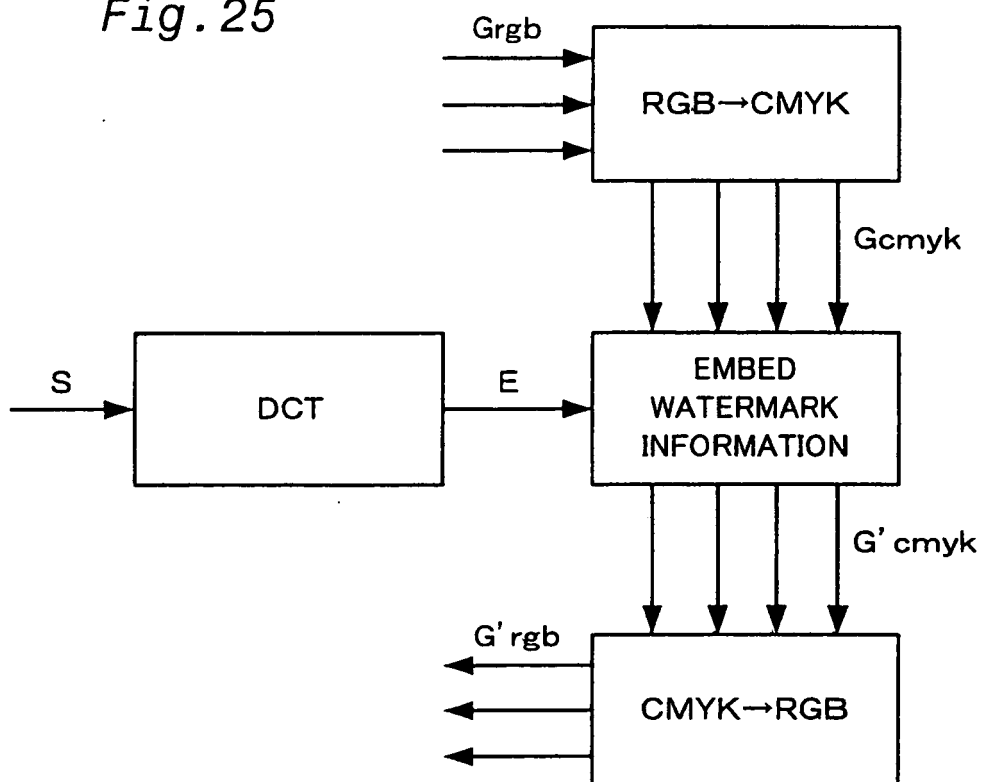 Fig.25
Grgb
RGB→CMYK
Gcmyk
S
DCT
E
EMBED
WATERMARK
INFORMATION
G'cmyk
G'rgb
CMYK→RGB